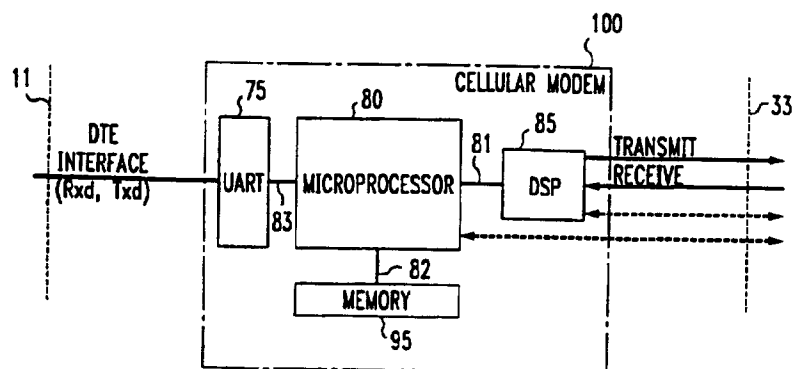 100
11
CELLULAR MODEM
75
80
33
DTE
INTERFACE
(Rxd, Txd)
85
81
TRANSMIT
RECEIVE
UART
MICROPROCESSOR
DSP
83
82
MEMORY
95